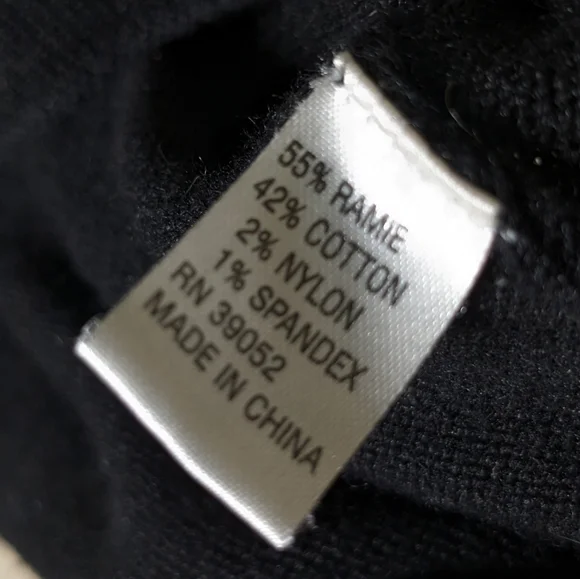 55% RAMIE
42% COTTON
2% NYLON
1% SPANDEX
RN 39052
MADE IN CHINA